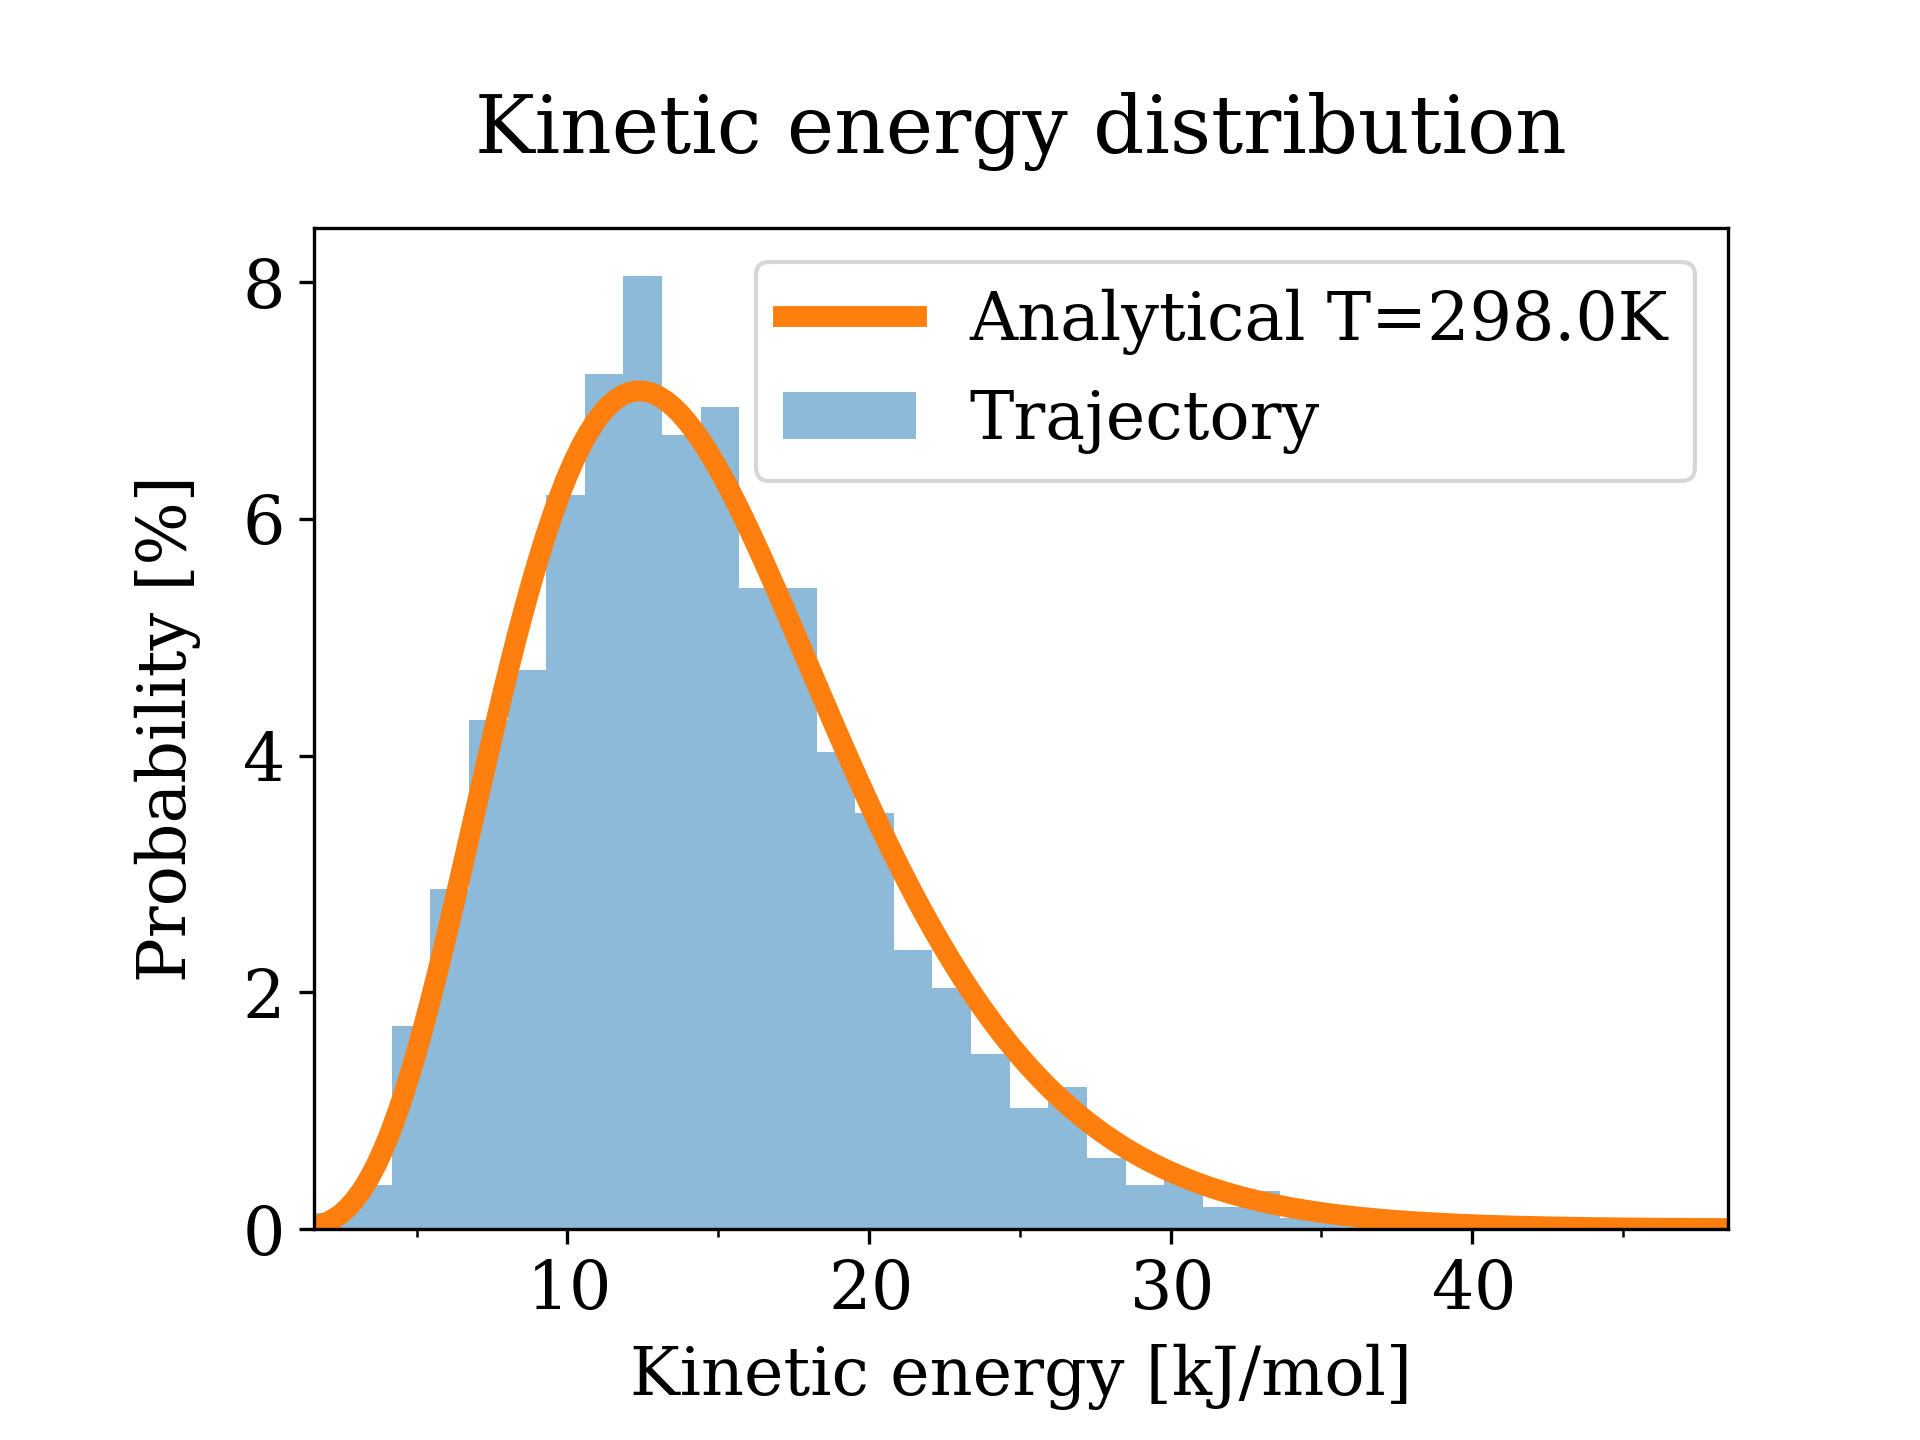 Kinetic energy distribution
Analytical T=298.0K
Trajectory
Probability [%]
8
6
4
2
0
10 20 30 40
Kinetic energy [kJ/mol]